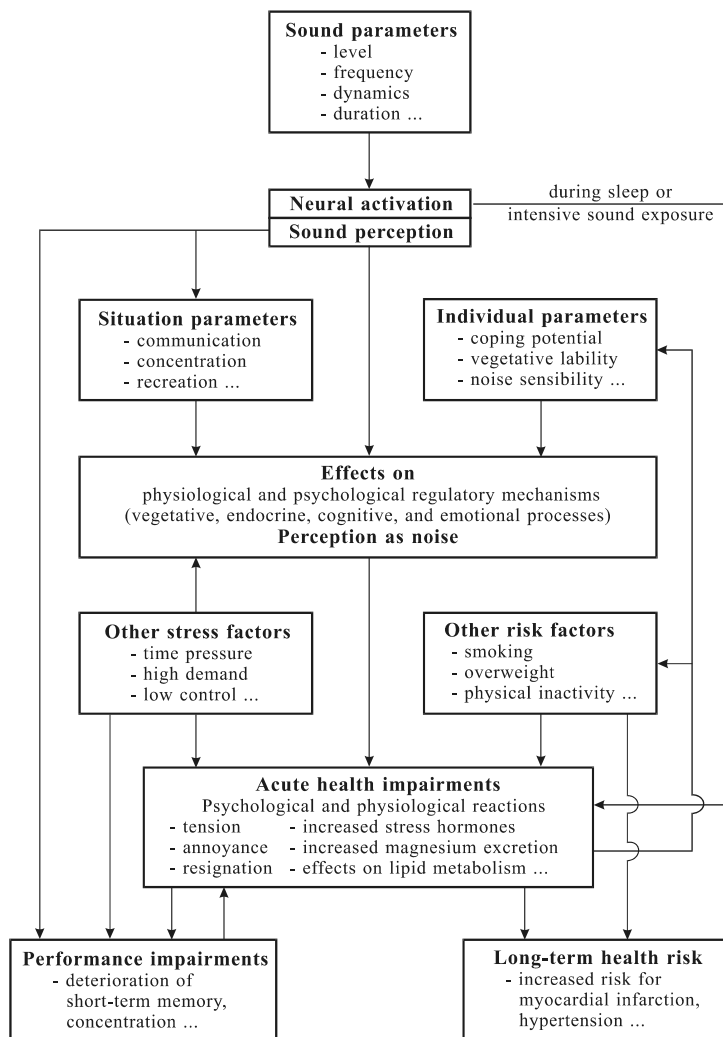 Sound parameters
- level
- frequency
- dynamics
- duration ...
Neural activation
during sleep or
intensive sound exposure
Sound perception
Situation parameters
- communication
- concentration
- recreation ...
Individual parameters
- coping potential
- vegetative lability
- noise sensibility ...
Effects on
physiological and psychological regulatory mechanisms
(vegetative, endocrine, cognitive, and emotional processes)
Perception as noise
Other stress factors
- time pressure
- high demand
- low control ...
Other risk factors
- smoking
- overweight
- physical inactivity ...
Acute health impairments
Psychological and physiological reactions
- tension - increased stress hormones
- annoyance - increased magnesium excretion
- resignation - effects on lipid metabolism ...
Performance impairments
- deterioration of
short-term memory,
concentration ...
Long-term health risk
- increased risk for
myocardial infarction,
hypertension ...